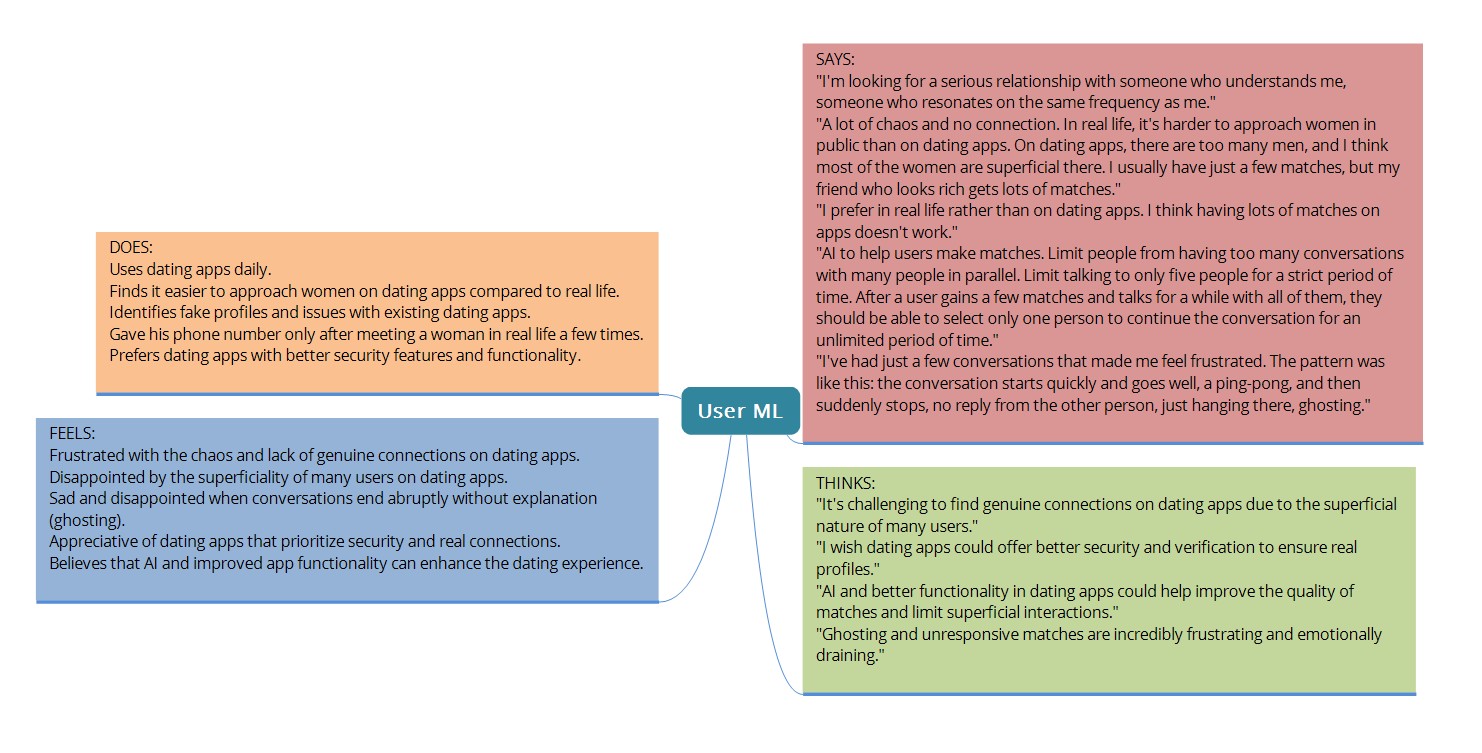 SAYS:
"I'm looking for a serious relationship with someone who understands me,
someone who resonates on the same frequency as me."
"A lot of chaos and no connection. In real life, it's harder to approach women in
public than on dating apps. On dating apps, there are too many men, and I think
most of the women are superficial there. I usually have just a few matches, but my
friend who looks rich gets lots of matches."
"I prefer in real life rather than on dating apps. I think having lots of matches on
apps doesn't work."
"AI to help users make matches. Limit people from having too many conversations
with many people in parallel. Limit talking to only five people for a strict period of
time. After a user gains a few matches and talks for a while with all of them, they
should be able to select only one person to continue the conversation for an
unlimited period of time."
"I've had just a few conversations that made me feel frustrated. The pattern was
like this: the conversation starts quickly and goes well, a ping-pong, and then
suddenly stops, no reply from the other person, just hanging there, ghosting."
DOES:
Uses dating apps daily.
Finds it easier to approach women on dating apps compared to real life.
Identifies fake profiles and issues with existing dating apps.
Gave his phone number only after meeting a woman in real life a few times.
Prefers dating apps with better security features and functionality.
User ML
FEELS:
Frustrated with the chaos and lack of genuine connections on dating apps.
Disappointed by the superficiality of many users on dating apps.
Sad and disappointed when conversations end abruptly without explanation
(ghosting).
Appreciative of dating apps that prioritize security and real connections.
Believes that AI and improved app functionality can enhance the dating experience.
THINKS:
"It's challenging to find genuine connections on dating apps due to the superficial
nature of many users."
"I wish dating apps could offer better security and verification to ensure real
profiles."
"AI and better functionality in dating apps could help improve the quality of
matches and limit superficial interactions."
"Ghosting and unresponsive matches are incredibly frustrating and emotionally
draining."